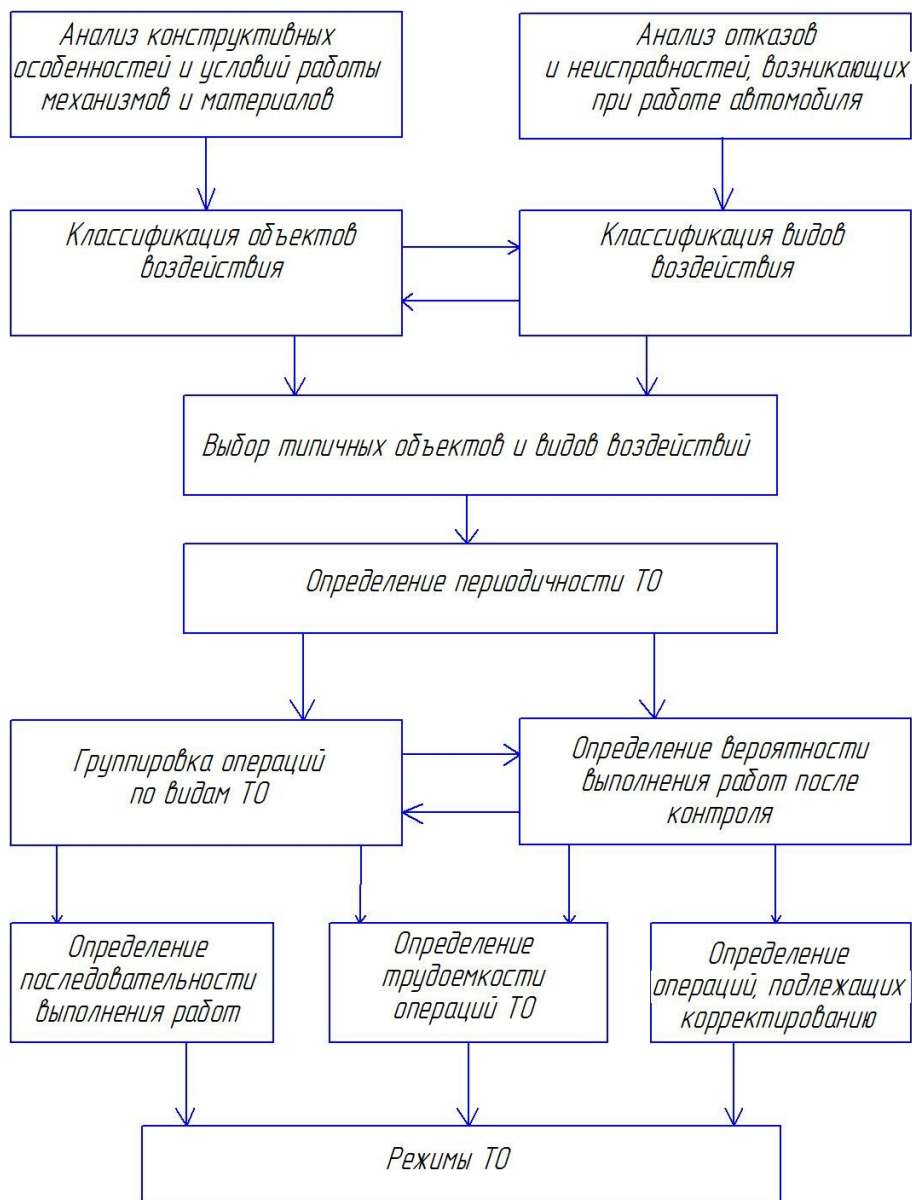 Анализ конструктивных
особенностей и условий работы
механизмов и материалов
Анализ отказов
и неисправностей, возникающих
при работе автомобиля
Классификация объектов
воздействия
Классификация видов
воздействия
Выбор типичных объектов и видов воздействий
Определение периодичности ТО
Группировка операций
по видам ТО
Определение вероятности
выполнения работ после
контроля
Определение
последовательности
выполнения работ
Определение
трудоемкости
операций ТО
Определение
операций, подлежащих
корректированию
Режимы ТО